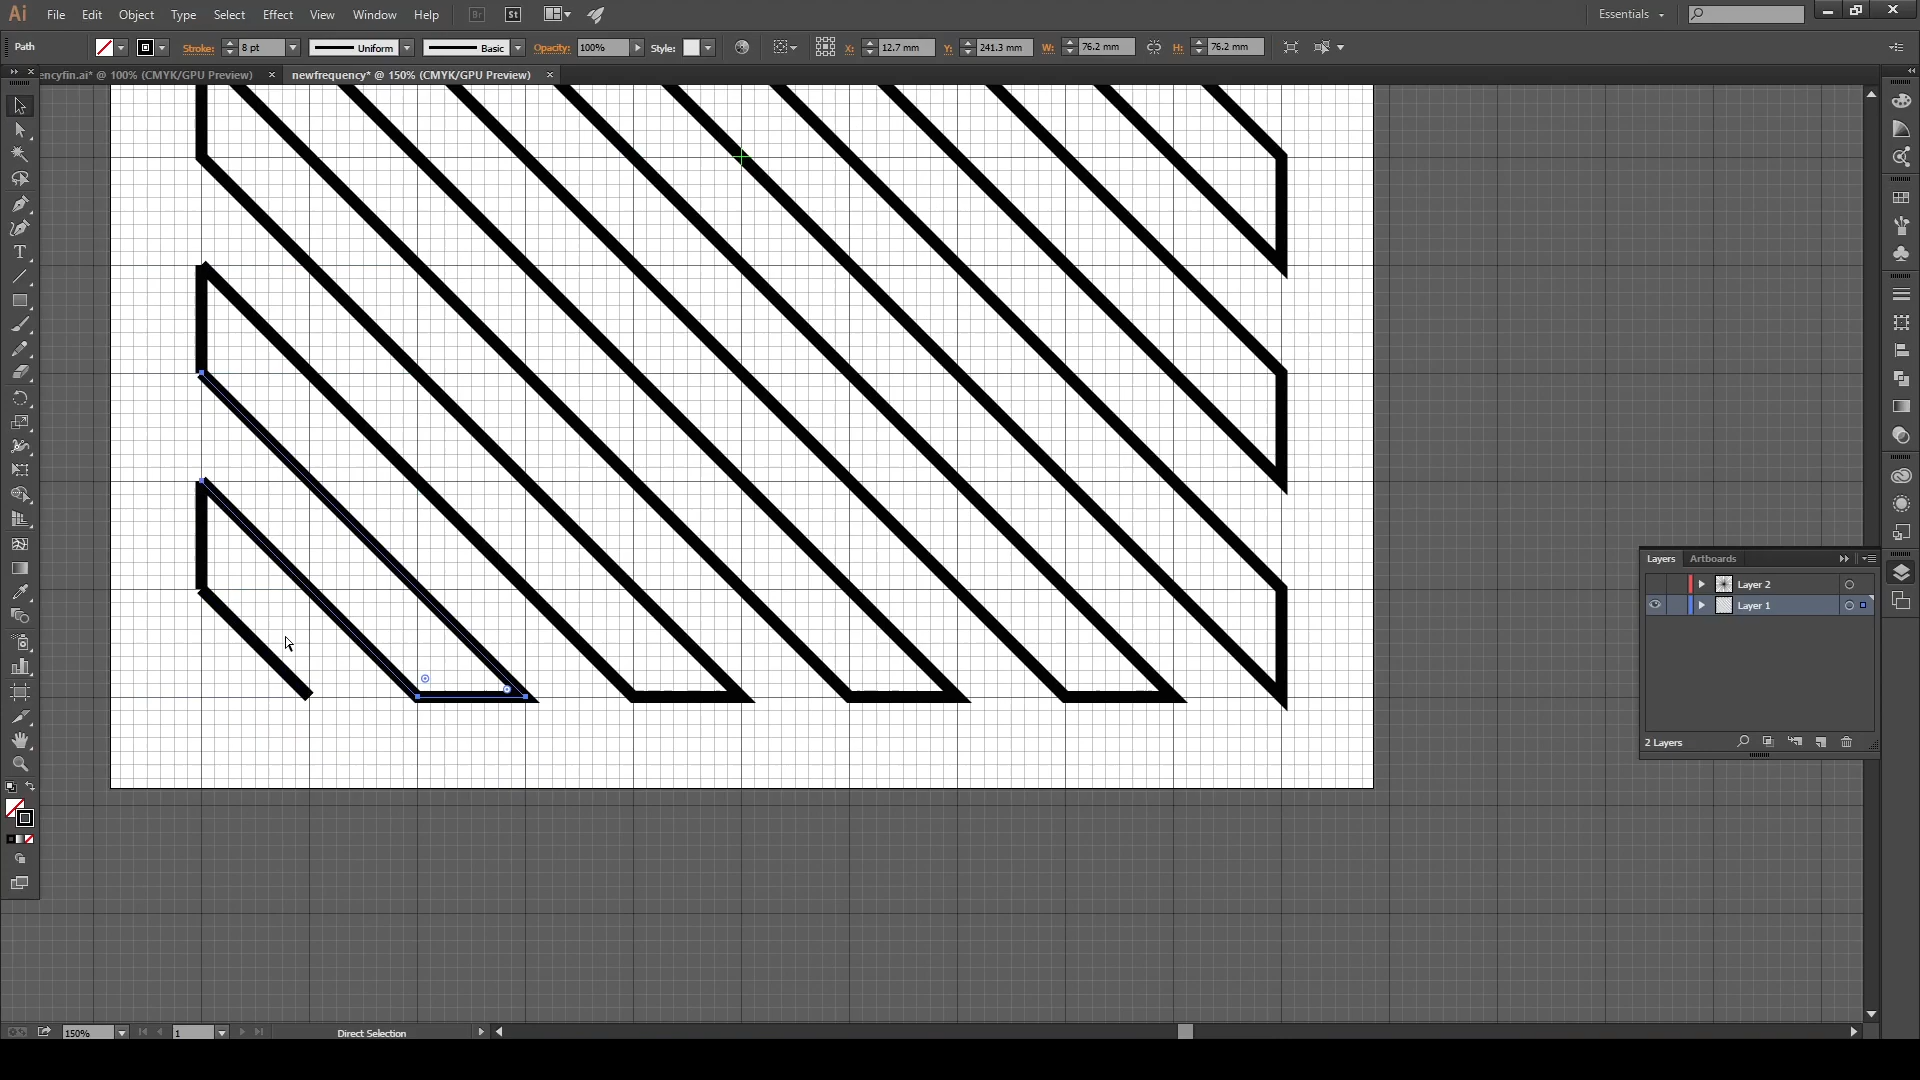 Ai File Edit Object Type Select Effect View Window Help Br St Essentials
Path Stroke: 8 pt Uniform Basic Opacity: 100% Style: X: 12.7 mm Y: 241.3 mm W: 76.2 mm H: 76.2 mm
encyfin.ai* @ 100% (CMYK/GPU Preview) × newfrequency* @ 150% (CMYK/GPU Preview) ×
T
Layers Artboards
Layer 2
Layer 1
2 Layers
150% 1 Direct Selection